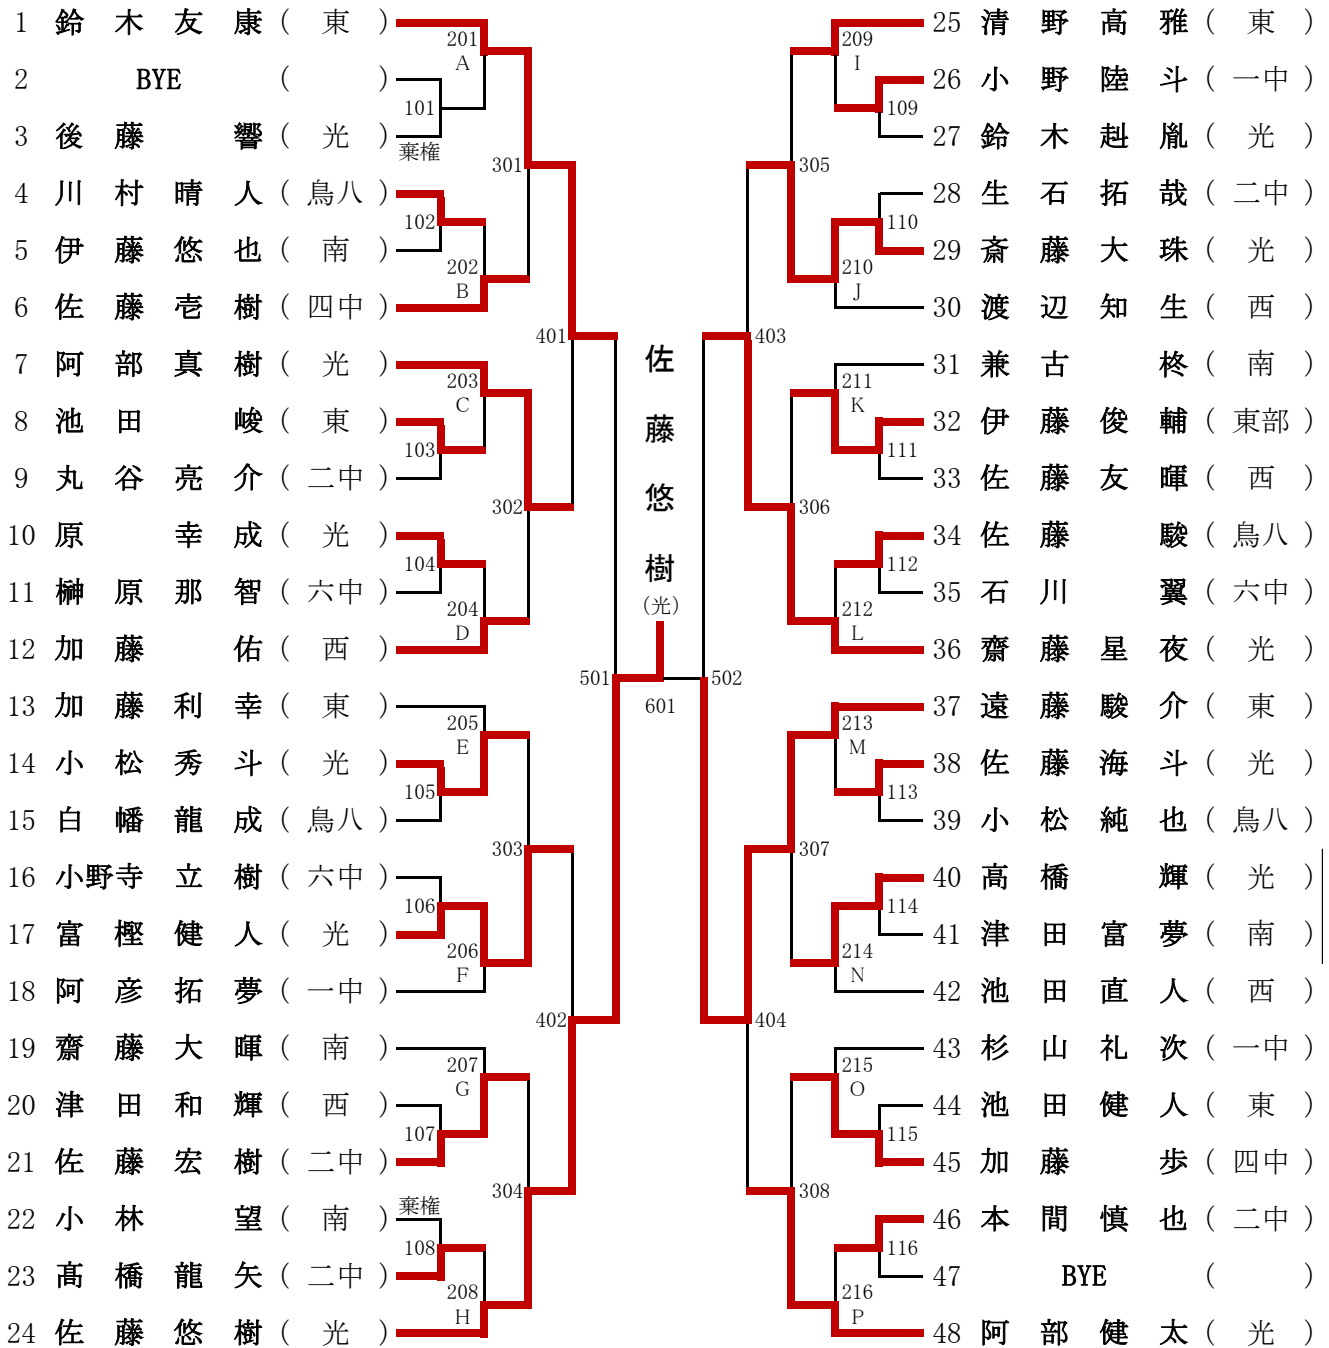 1 鈴木友康 ( 東 )
2 BYE ( )
3 後藤響 ( 光 )
棄権
4 川村晴人 ( 鳥八 )
5 伊藤悠也 ( 南 )
6 佐藤壱樹 ( 四中 )
7 阿部真樹 ( 光 )
8 池田峻 ( 東 )
9 丸谷亮介 ( 二中 )
10 原幸成 ( 光 )
11 榊原那智 ( 六中 )
12 加藤佑 ( 西 )
13 加藤利幸 ( 東 )
14 小松秀斗 ( 光 )
15 白幡龍成 ( 鳥八 )
16 小野寺立樹 ( 六中 )
17 富樫健人 ( 光 )
18 阿彦拓夢 ( 一中 )
19 齋藤大暉 ( 南 )
20 津田和輝 ( 西 )
21 佐藤宏樹 ( 二中 )
22 小林望 ( 南 )
棄権
23 髙橋龍矢 ( 二中 )
24 佐藤悠樹 ( 光 )
101
102
103
104
105
106
107
108
201
A
202
B
203
C
204
D
205
E
206
F
207
G
208
H
301
302
303
304
401
402
501
佐藤悠樹
(光)
601
502
403
404
305
306
307
308
209
I
210
J
211
K
212
L
213
M
214
N
215
O
216
P
109
110
111
112
113
114
115
116
25 清野高雅 ( 東 )
26 小野陸斗 ( 一中 )
27 鈴木赳胤 ( 光 )
28 生石拓哉 ( 二中 )
29 斎藤大珠 ( 光 )
30 渡辺知生 ( 西 )
31 兼古柊 ( 南 )
32 伊藤俊輔 ( 東部 )
33 佐藤友暉 ( 西 )
34 佐藤駿 ( 鳥八 )
35 石川翼 ( 六中 )
36 齋藤星夜 ( 光 )
37 遠藤駿介 ( 東 )
38 佐藤海斗 ( 光 )
39 小松純也 ( 鳥八 )
40 高橋輝 ( 光 )
41 津田富夢 ( 南 )
42 池田直人 ( 西 )
43 杉山礼次 ( 一中 )
44 池田健人 ( 東 )
45 加藤歩 ( 四中 )
46 本間慎也 ( 二中 )
47 BYE ( )
48 阿部健太 ( 光 )